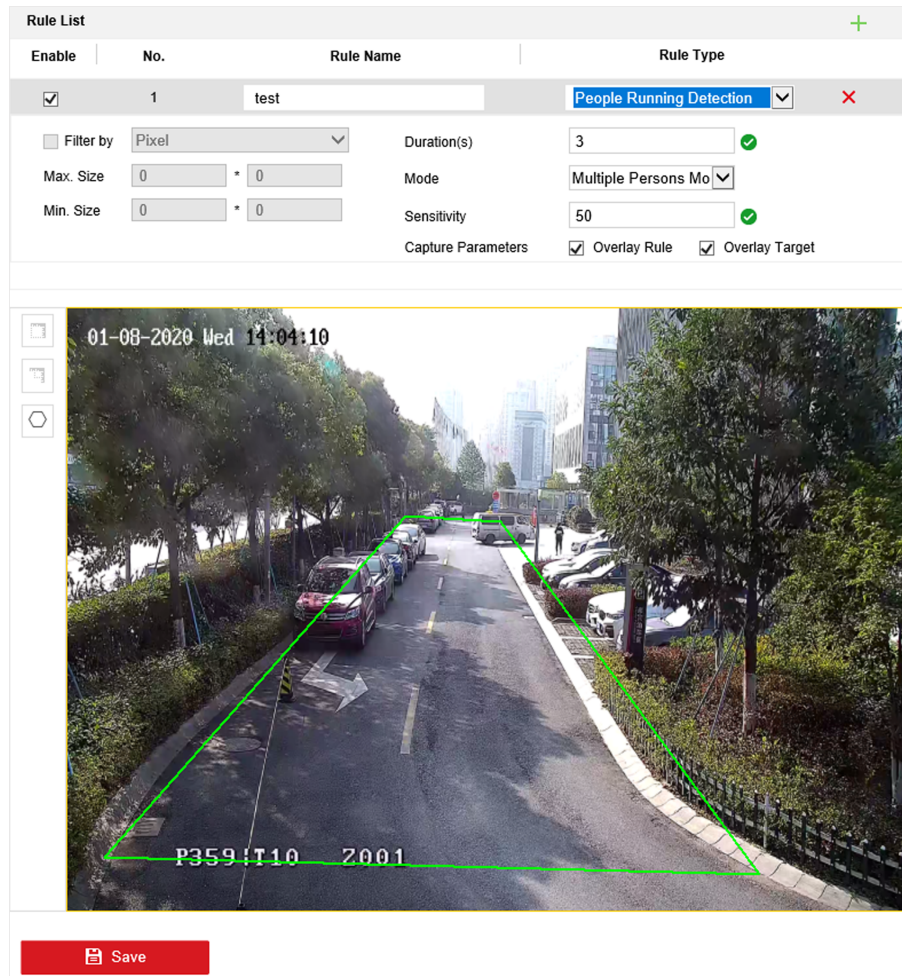 Rule List
Enable No. Rule Name Rule Type
1 test People Running Detection
Filter by Pixel Duration(s) 3
Max. Size 0 * 0 Mode Multiple Persons Mo
Min. Size 0 * 0 Sensitivity 50
Capture Parameters Overlay Rule Overlay Target
01-08-2020 Wed 14:04:10
P359 T10 Z001
Save